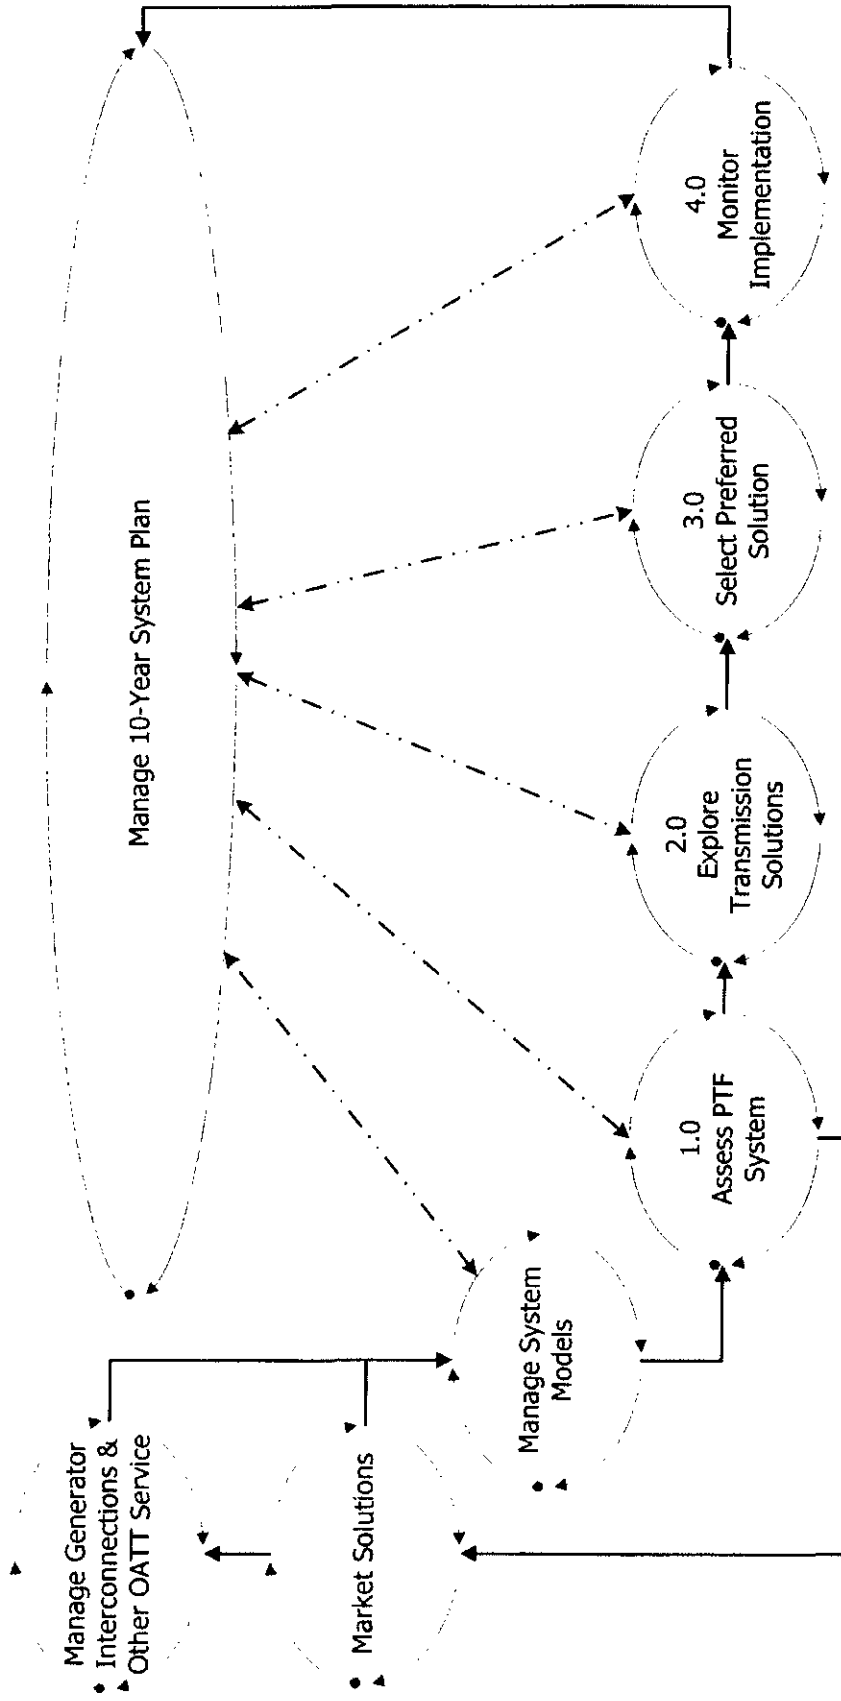 Manage 10-Year System Plan
Manage Generator
Interconnections &
Other OATT Service
Market Solutions
Manage System
Models
1.0
Assess PTF
System
2.0
Explore
Transmission
Solutions
3.0
Select Preferred
Solution
4.0
Monitor
Implementation